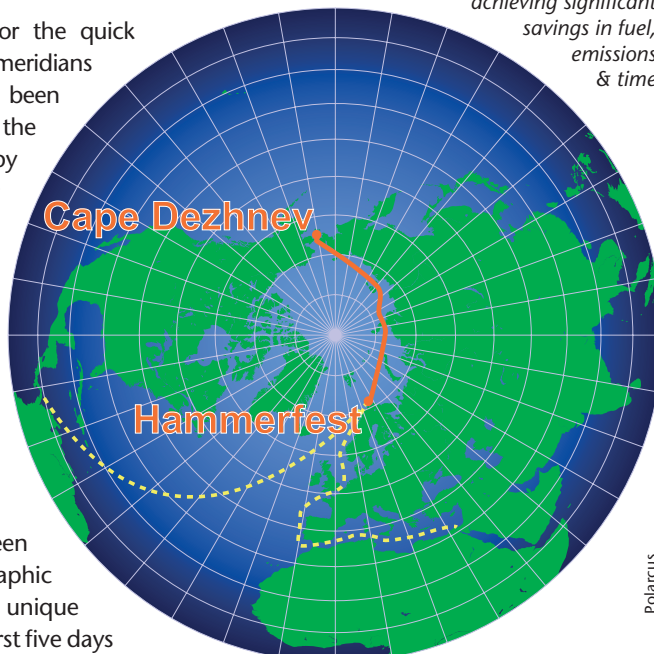 or the quick
meridians
been
the
by
achieving significant
savings in fuel,
emissions
& time
Cape Dezhnev
Hammerfest
een
aphic
unique
rst five days
Polarcus